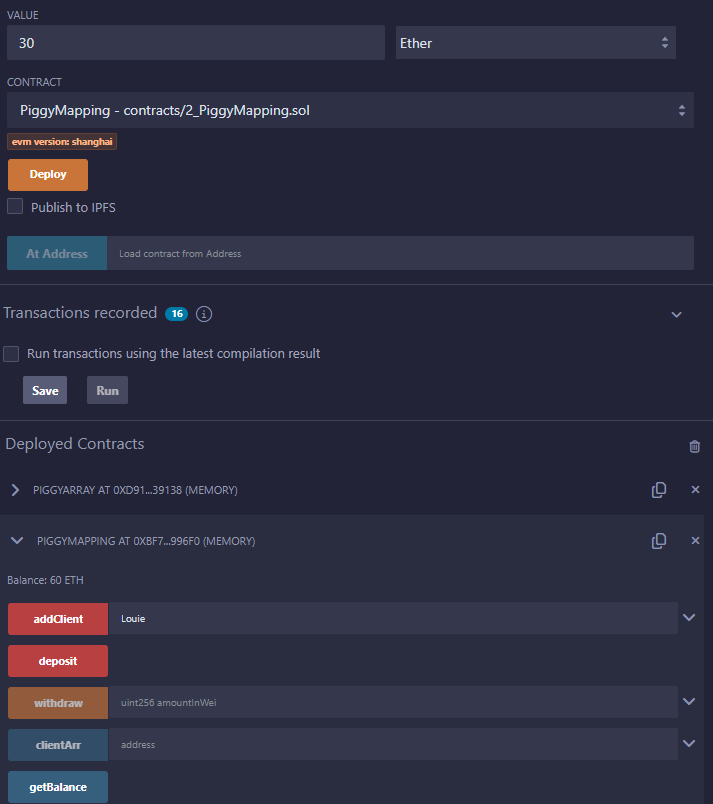 VALUE
30
Ether
CONTRACT
PiggyMapping - contracts/2_PiggyMapping.sol
evm version: shanghai
Deploy
Publish to IPFS
At Address
Load contract from Address
Transactions recorded 16 i
Run transactions using the latest compilation result
Save
Run
Deployed Contracts
PIGGYARRAY AT 0XD91...39138 (MEMORY)
PIGGYMAPPING AT 0XBF7...996F0 (MEMORY)
Balance: 60 ETH
addClient
Louie
deposit
withdraw
uint256 amountInWei
clientArr
address
getBalance